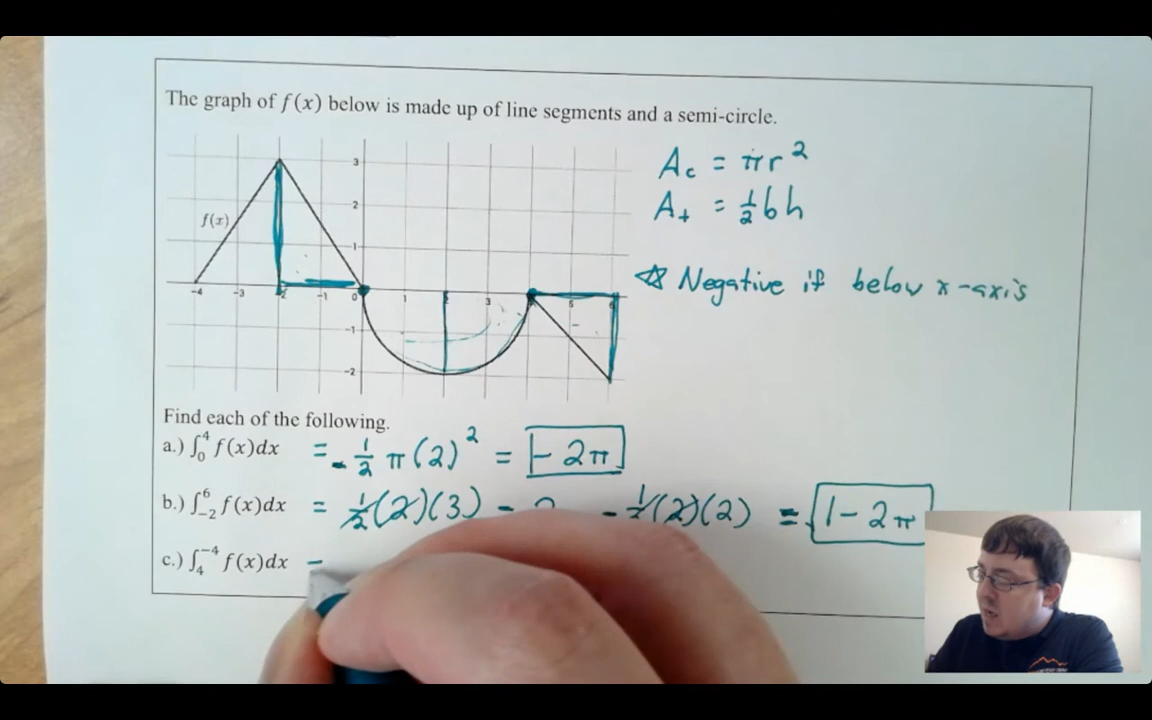 The graph of f(x) below is made up of line segments and a semi-circle.
A_c = πr²
A_t = ½bh
☆ Negative if below x-axis
f(x)
3
2
1
-4 -3 -2 -1 0 1 3 5 6
-1
-2
Find each of the following.
a.) ∫₀⁴ f(x)dx = -½ π(2)² = -2π
b.) ∫₋₂⁶ f(x)dx = ½(2)(3) - - ½(2)(2) = 1-2π
c.) ∫₄⁻⁴ f(x)dx =